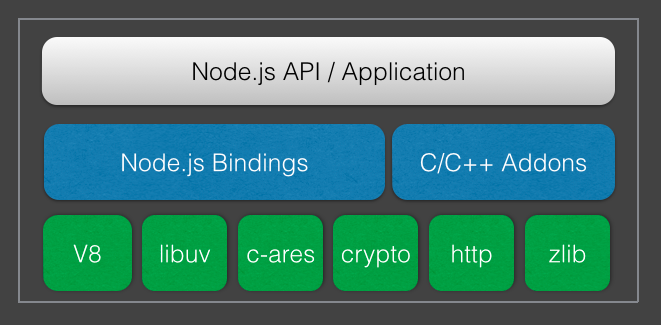 Node.js API / Application
Node.js Bindings
C/C++ Addons
V8
libuv
c-ares
crypto
http
zlib